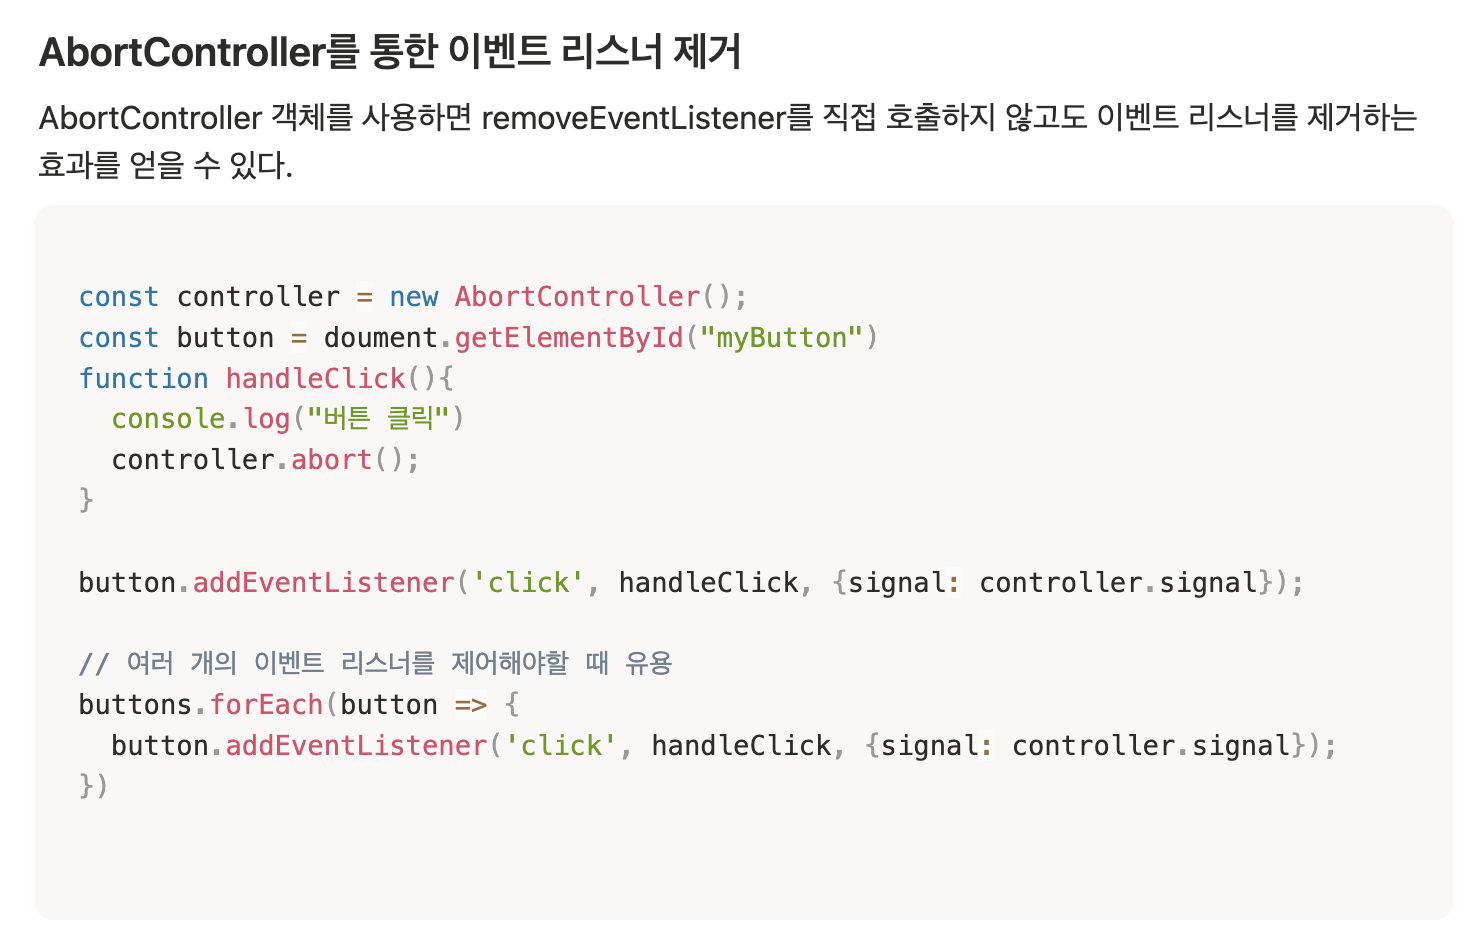 AbortController를 통한 이벤트 리스너 제거
AbortController 객체를 사용하면 removeEventListener를 직접 호출하지 않고도 이벤트 리스너를 제거하는
효과를 얻을 수 있다.
const controller = new AbortController();
const button = doument.getElementById("myButton")
function handleClick(){
  console.log("버튼 클릭")
  controller.abort();
}
button.addEventListener('click', handleClick, {signal: controller.signal});
// 여러 개의 이벤트 리스너를 제어해야할 때 유용
buttons.forEach(button => {
  button.addEventListener('click', handleClick, {signal: controller.signal});
})